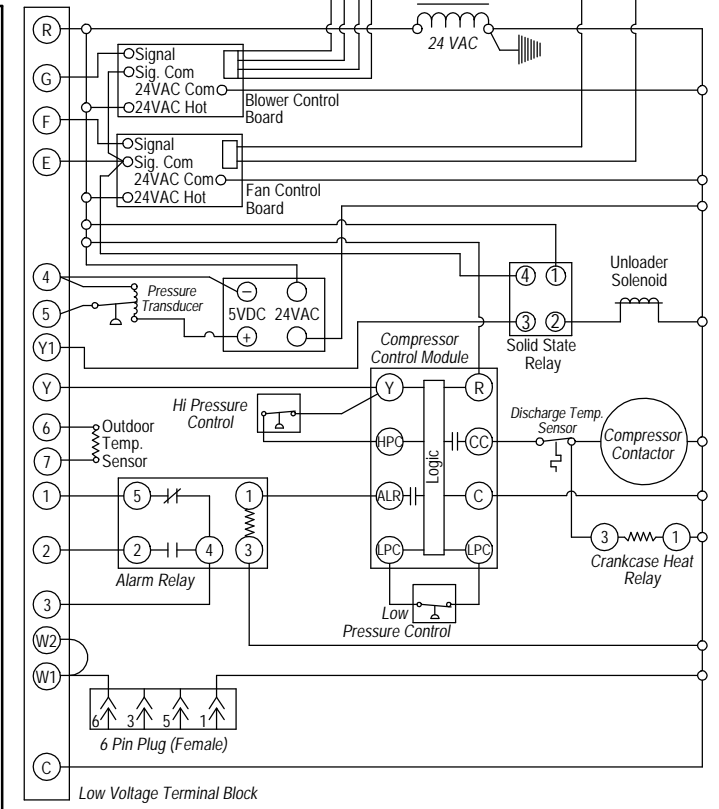 R
24 VAC
Signal
G
Sig. Com
24VAC Com
Blower Control
Board
24VAC Hot
F
Signal
E
Sig. Com
24VAC Com
Fan Control
Board
24VAC Hot
4
Pressure
Transducer
−
5VDC
24VAC
+
4
1
3
2
Solid State
Relay
Unloader
Solenoid
5
Y1
Compressor
Control Module
Y
Hi Pressure
Control
Y
R
HPC
CC
Logic
ALR
C
LPC
LPC
Discharge Temp.
Sensor
Compressor
Contactor
6
Outdoor
Temp.
Sensor
7
1
5
1
2
2
4
3
Alarm Relay
3
1
Crankcase Heat
Relay
3
Low
Pressure Control
W2
W1
6
3
5
1
6 Pin Plug (Female)
C
Low Voltage Terminal Block